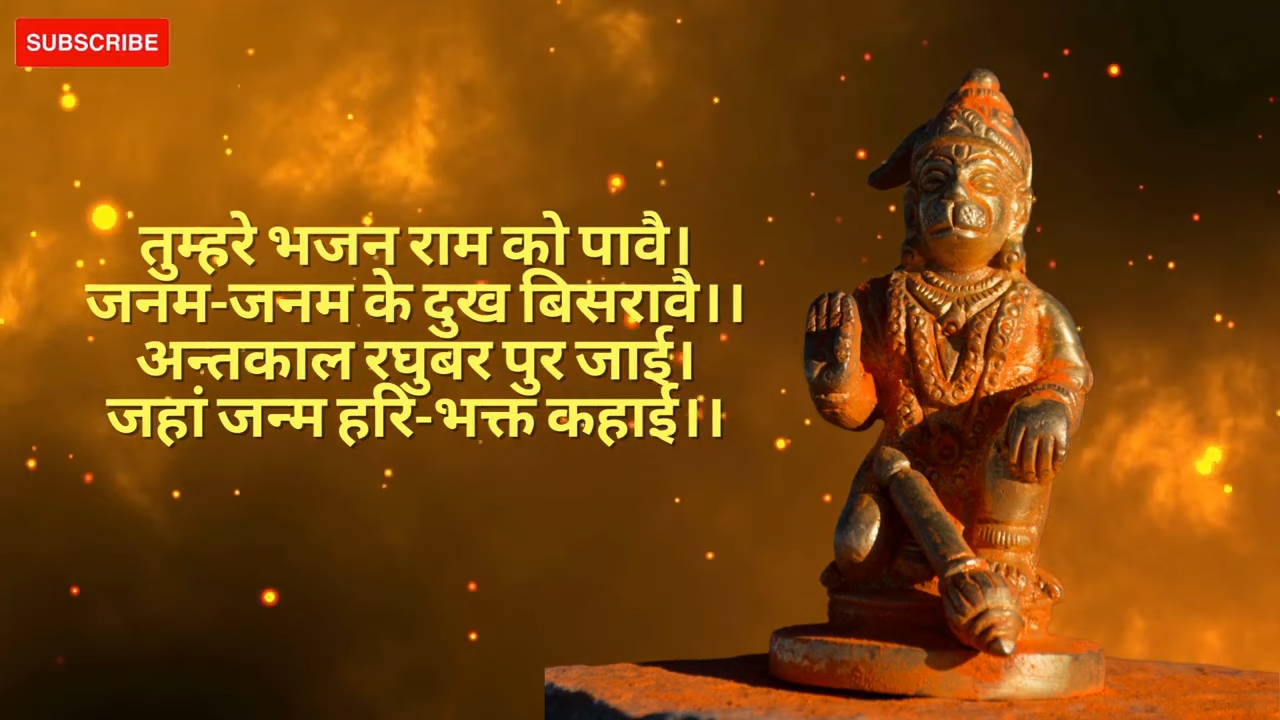 SUBSCRIBE
तुम्हरे भजन राम को पावै।
जनम-जनम के दुख बिसरावै।।
अन्तकाल रघुबर पुर जाई।
जहां जन्म हरि-भक्त कहाई।।